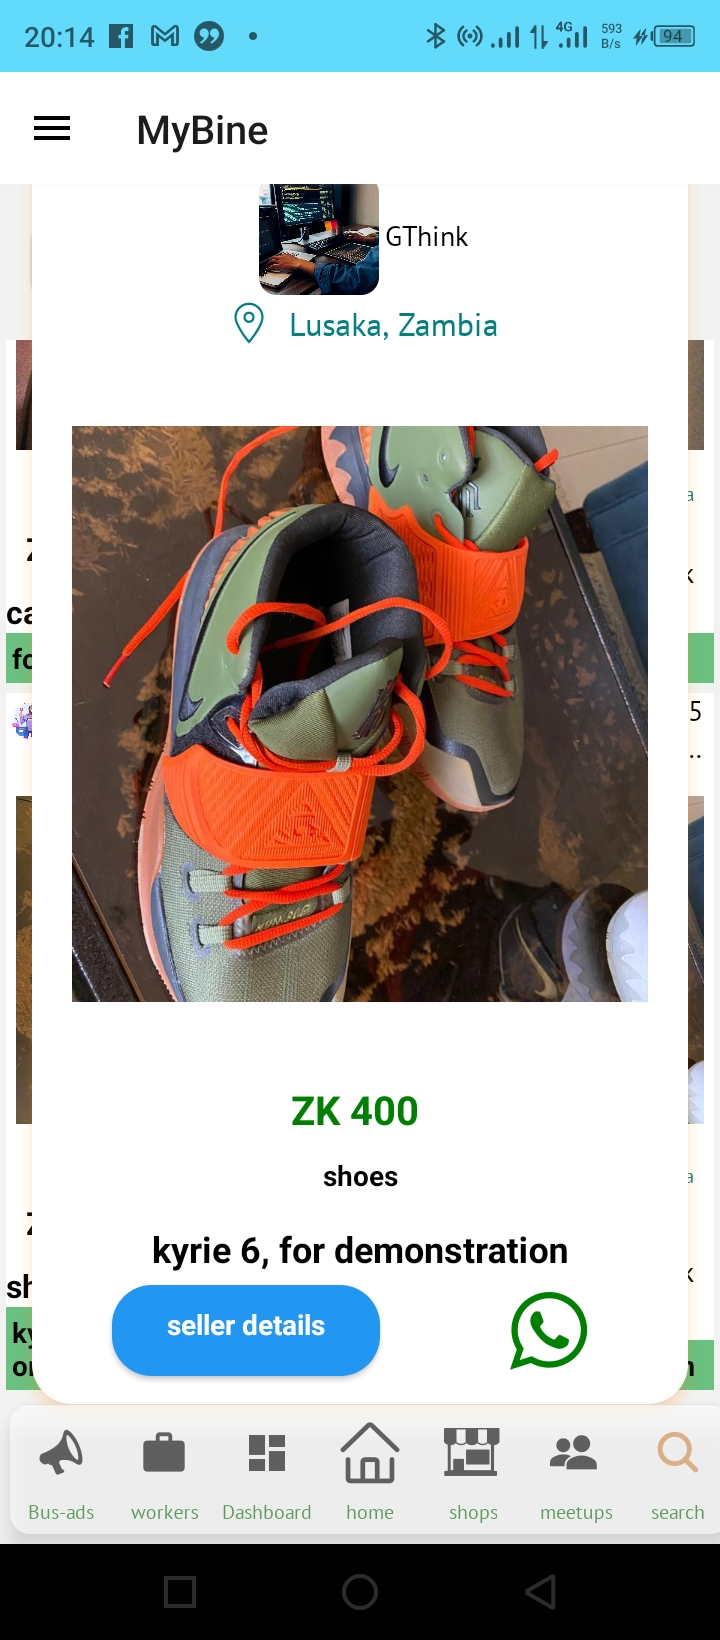 20:14
4G
593
B/s
94
MyBine
GThink
Lusaka, Zambia
ZK 400
shoes
kyrie 6, for demonstration
seller details
Bus-ads
workers
Dashboard
home
shops
meetups
search